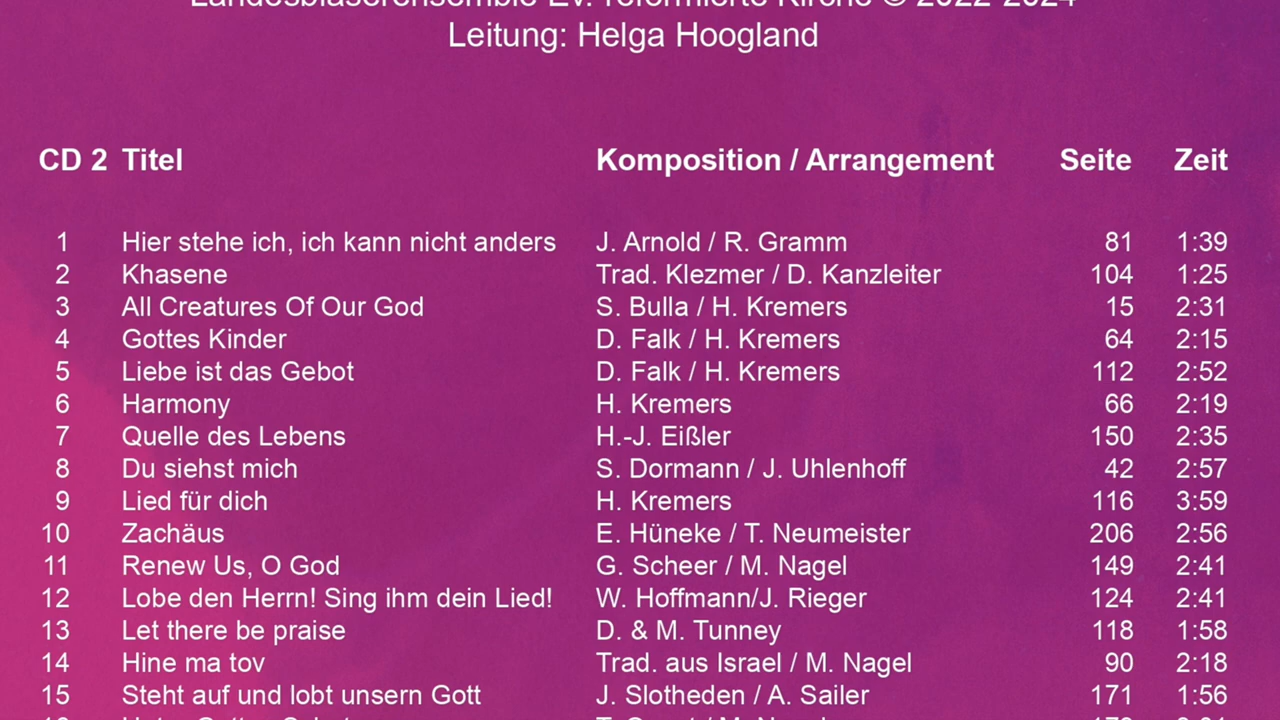 Landesbläserensemble Ev. reformierte Kirche © 2022-2024
Leitung: Helga Hoogland
CD 2 Titel Komposition / Arrangement Seite Zeit
1 Hier stehe ich, ich kann nicht anders J. Arnold / R. Gramm 81 1:39
2 Khasene Trad. Klezmer / D. Kanzleiter 104 1:25
3 All Creatures Of Our God S. Bulla / H. Kremers 15 2:31
4 Gottes Kinder D. Falk / H. Kremers 64 2:15
5 Liebe ist das Gebot D. Falk / H. Kremers 112 2:52
6 Harmony H. Kremers 66 2:19
7 Quelle des Lebens H.-J. Eißler 150 2:35
8 Du siehst mich S. Dormann / J. Uhlenhoff 42 2:57
9 Lied für dich H. Kremers 116 3:59
10 Zachäus E. Hüneke / T. Neumeister 206 2:56
11 Renew Us, O God G. Scheer / M. Nagel 149 2:41
12 Lobe den Herrn! Sing ihm dein Lied! W. Hoffmann/J. Rieger 124 2:41
13 Let there be praise D. & M. Tunney 118 1:58
14 Hine ma tov Trad. aus Israel / M. Nagel 90 2:18
15 Steht auf und lobt unsern Gott J. Slotheden / A. Sailer 171 1:56